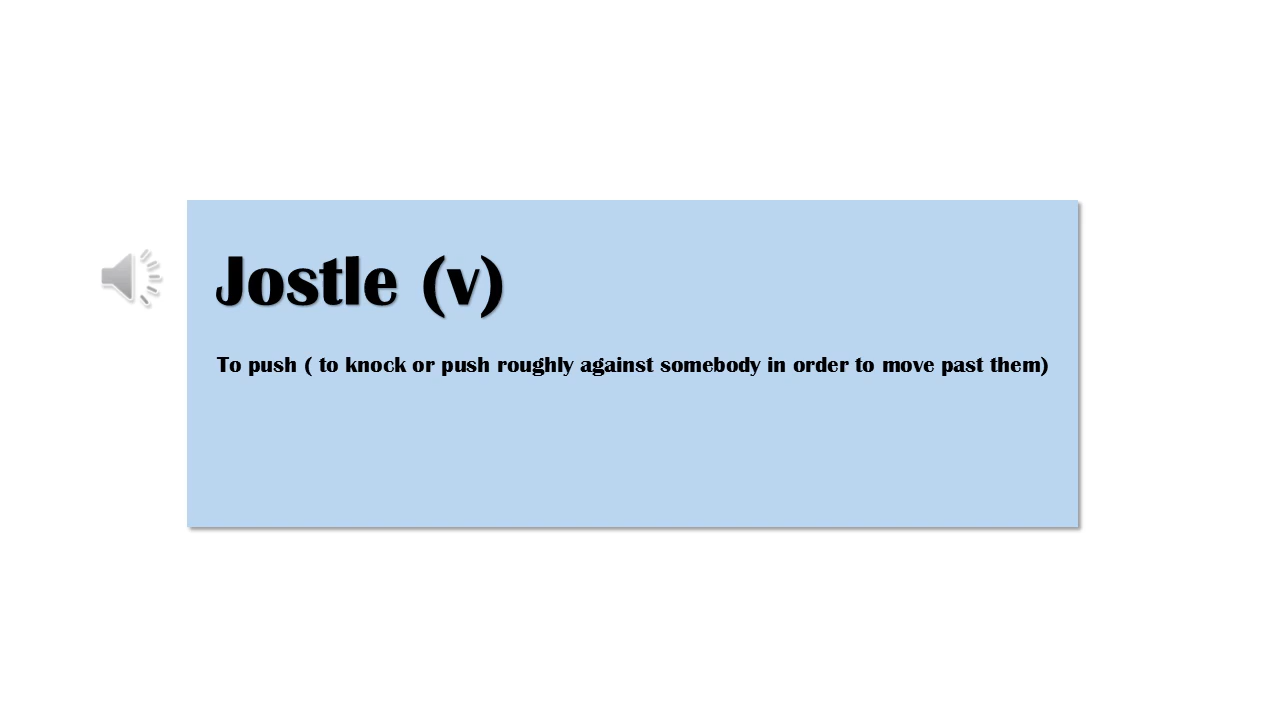 Jostle (v)
To push ( to knock or push roughly against somebody in order to move past them)